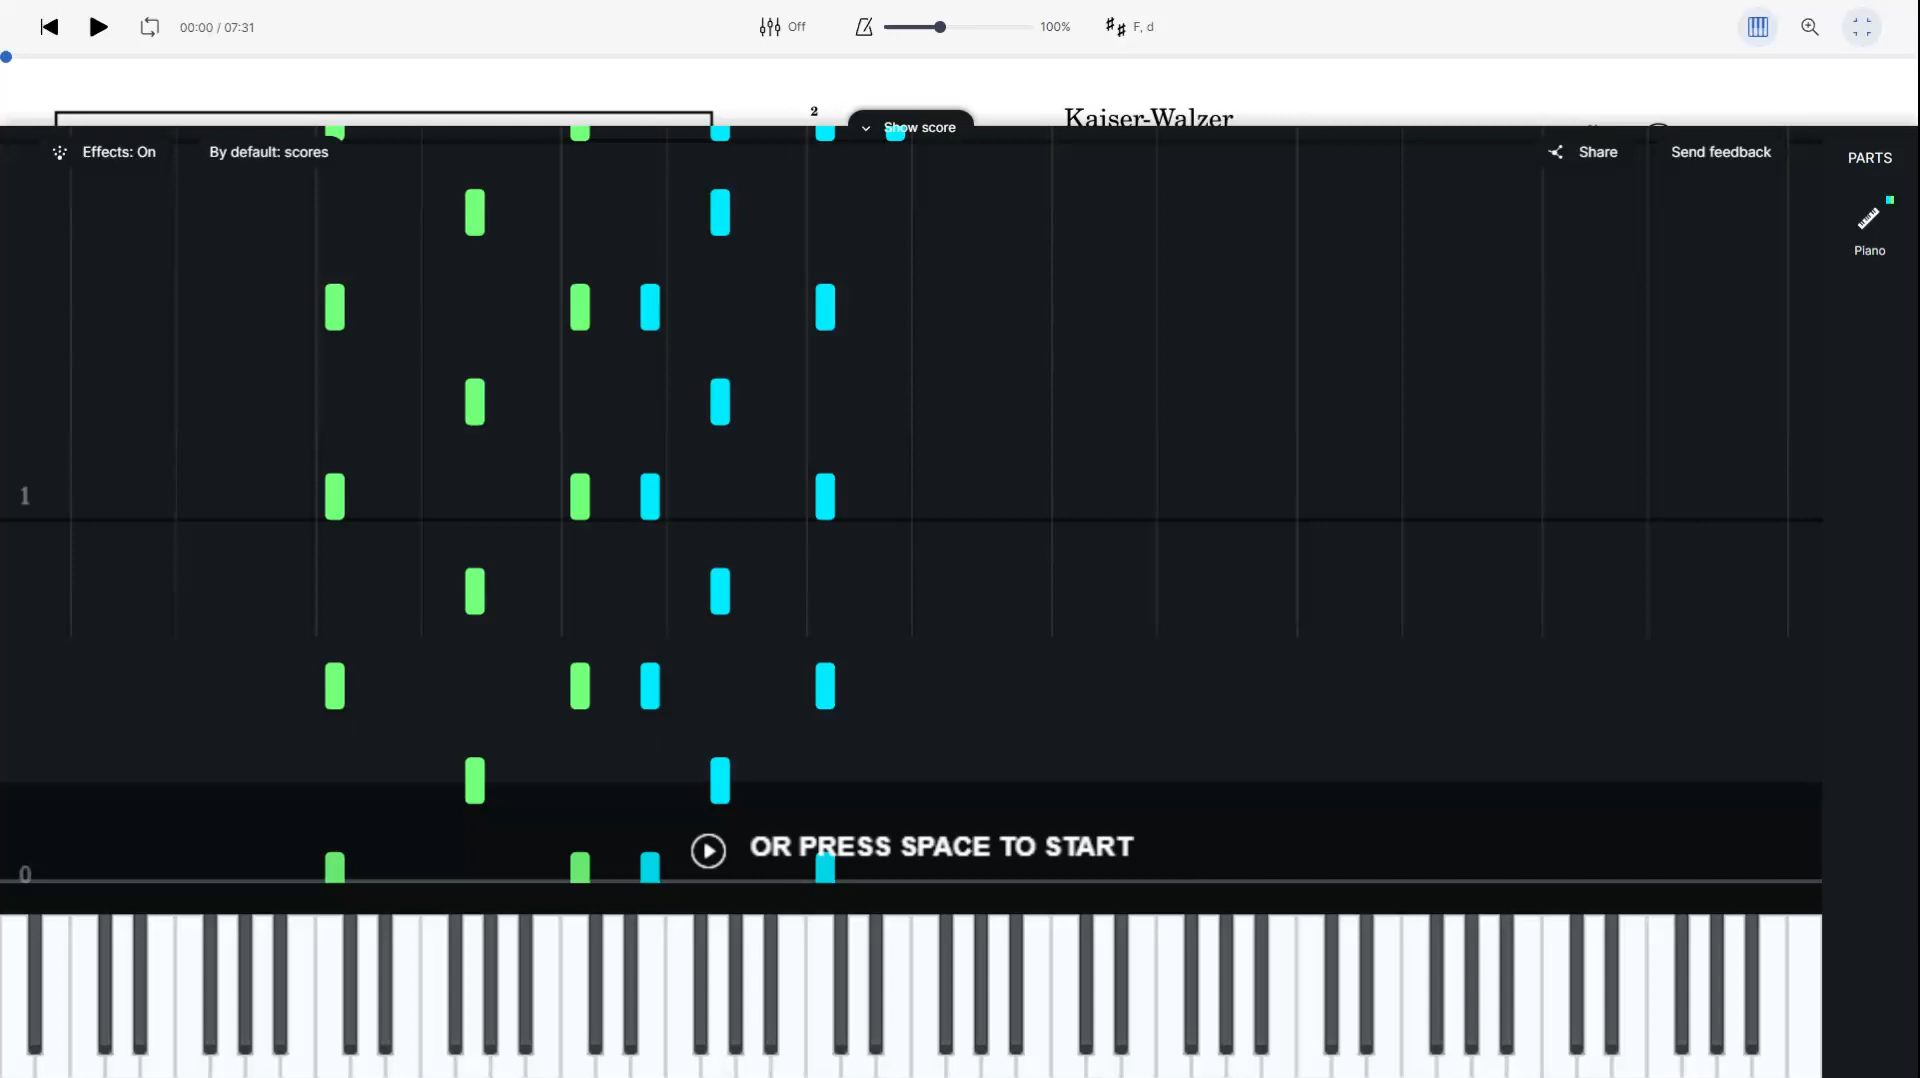 00:00 / 07:31
Off
100%
F, d
2
Kaiser-Walzer
Show score
Effects: On
By default: scores
Share
Send feedback
PARTS
Piano
1
OR PRESS SPACE TO START
0